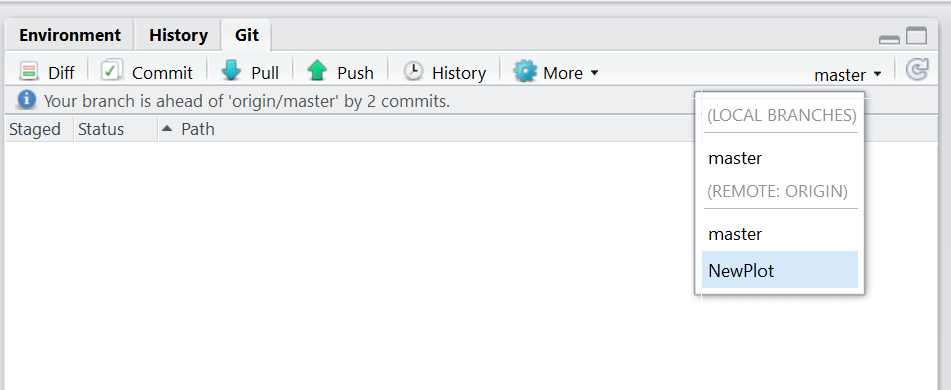 Environment History Git
Diff Commit Pull Push History More master
Your branch is ahead of 'origin/master' by 2 commits.
Staged Status Path
(LOCAL BRANCHES)
master
(REMOTE: ORIGIN)
master
NewPlot